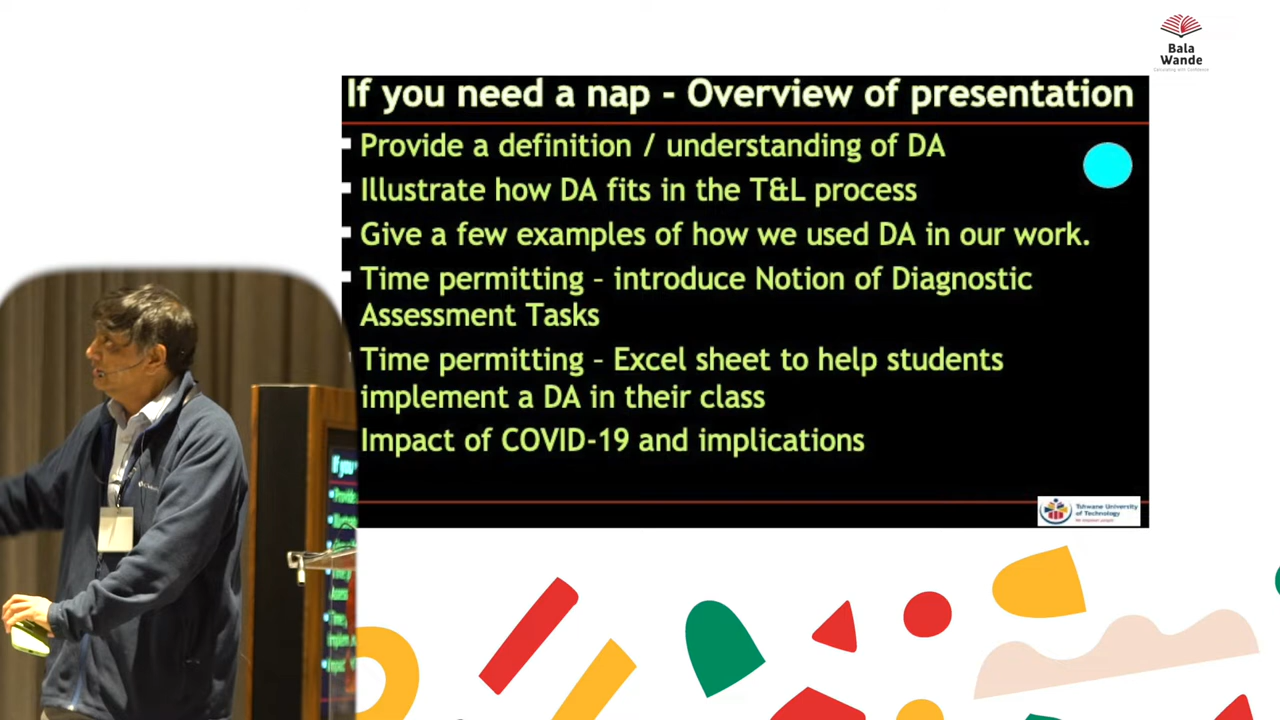 Bala
Wande
If you need a nap - Overview of presentation
Provide a definition / understanding of DA
Illustrate how DA fits in the T&L process
Give a few examples of how we used DA in our work.
Time permitting – introduce Notion of Diagnostic
Assessment Tasks
Time permitting – Excel sheet to help students
implement a DA in their class
Impact of COVID-19 and implications
Tshwane University
of Technology